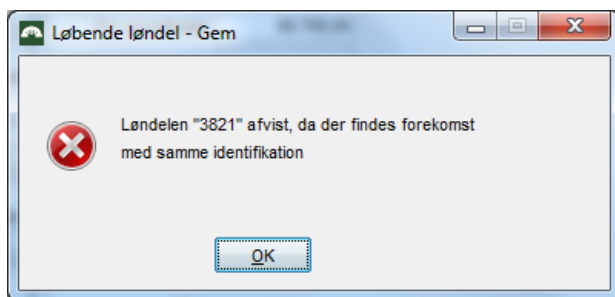 Løbende løndel - Gem
Løndelen "3821" afvist, da der findes forekomst
med samme identifikation
OK